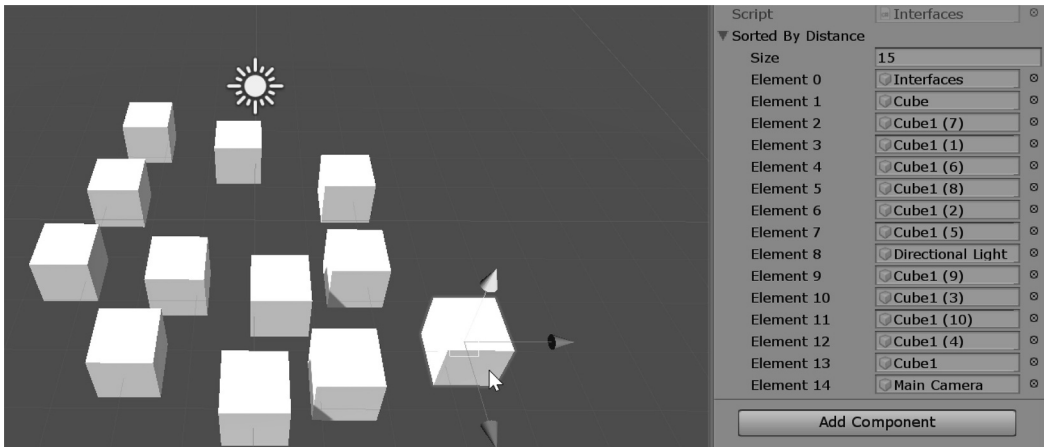 Script Interfaces
Sorted By Distance
Size 15
Element 0 Interfaces
Element 1 Cube
Element 2 Cube1 (7)
Element 3 Cube1 (1)
Element 4 Cube1 (6)
Element 5 Cube1 (8)
Element 6 Cube1 (2)
Element 7 Cube1 (5)
Element 8 Directional Light
Element 9 Cube1 (9)
Element 10 Cube1 (3)
Element 11 Cube1 (10)
Element 12 Cube1 (4)
Element 13 Cube1
Element 14 Main Camera
Add Component